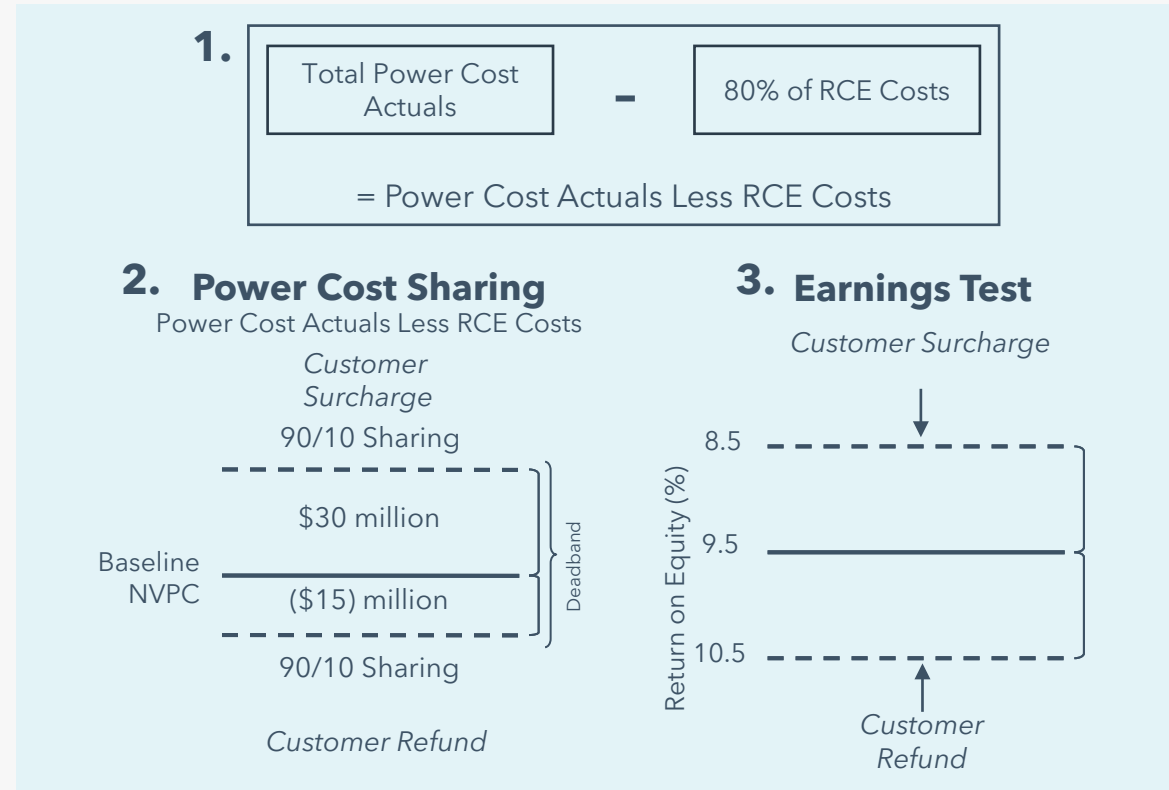 1.
Total Power Cost
Actuals
-
80% of RCE Costs
= Power Cost Actuals Less RCE Costs
2. Power Cost Sharing
Power Cost Actuals Less RCE Costs
Customer
Surcharge
90/10 Sharing
$30 million
Baseline
NVPC
($15) million
90/10 Sharing
Customer Refund
Deadband
3. Earnings Test
Customer Surcharge
8.5
9.5
10.5
Return on Equity (%)
Customer
Refund